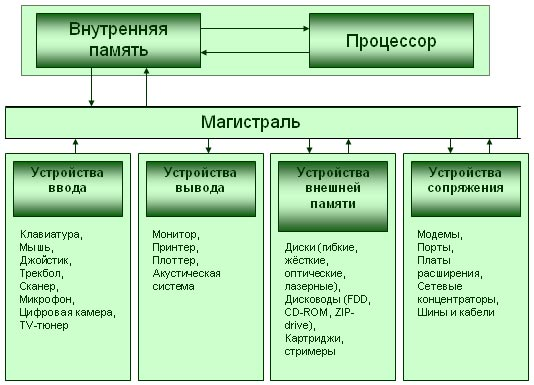 Внутренняя
память
Процессор
Магистраль
Устройства
ввода
Клавиатура,
Мышь,
Джойстик,
Трекбол,
Сканер,
Микрофон,
Цифровая камера,
TV-тюнер
Устройства
вывода
Монитор,
Принтер,
Плоттер,
Акустическая
система
Устройства
внешней
памяти
Диски (гибкие,
жёсткие,
оптические,
лазерные),
Дисководы (FDD,
CD-ROM, ZIP-
drive),
Картриджи,
стримеры
Устройства
сопряжения
Модемы,
Порты,
Платы
расширения,
Сетевые
концентраторы,
Шины и кабели